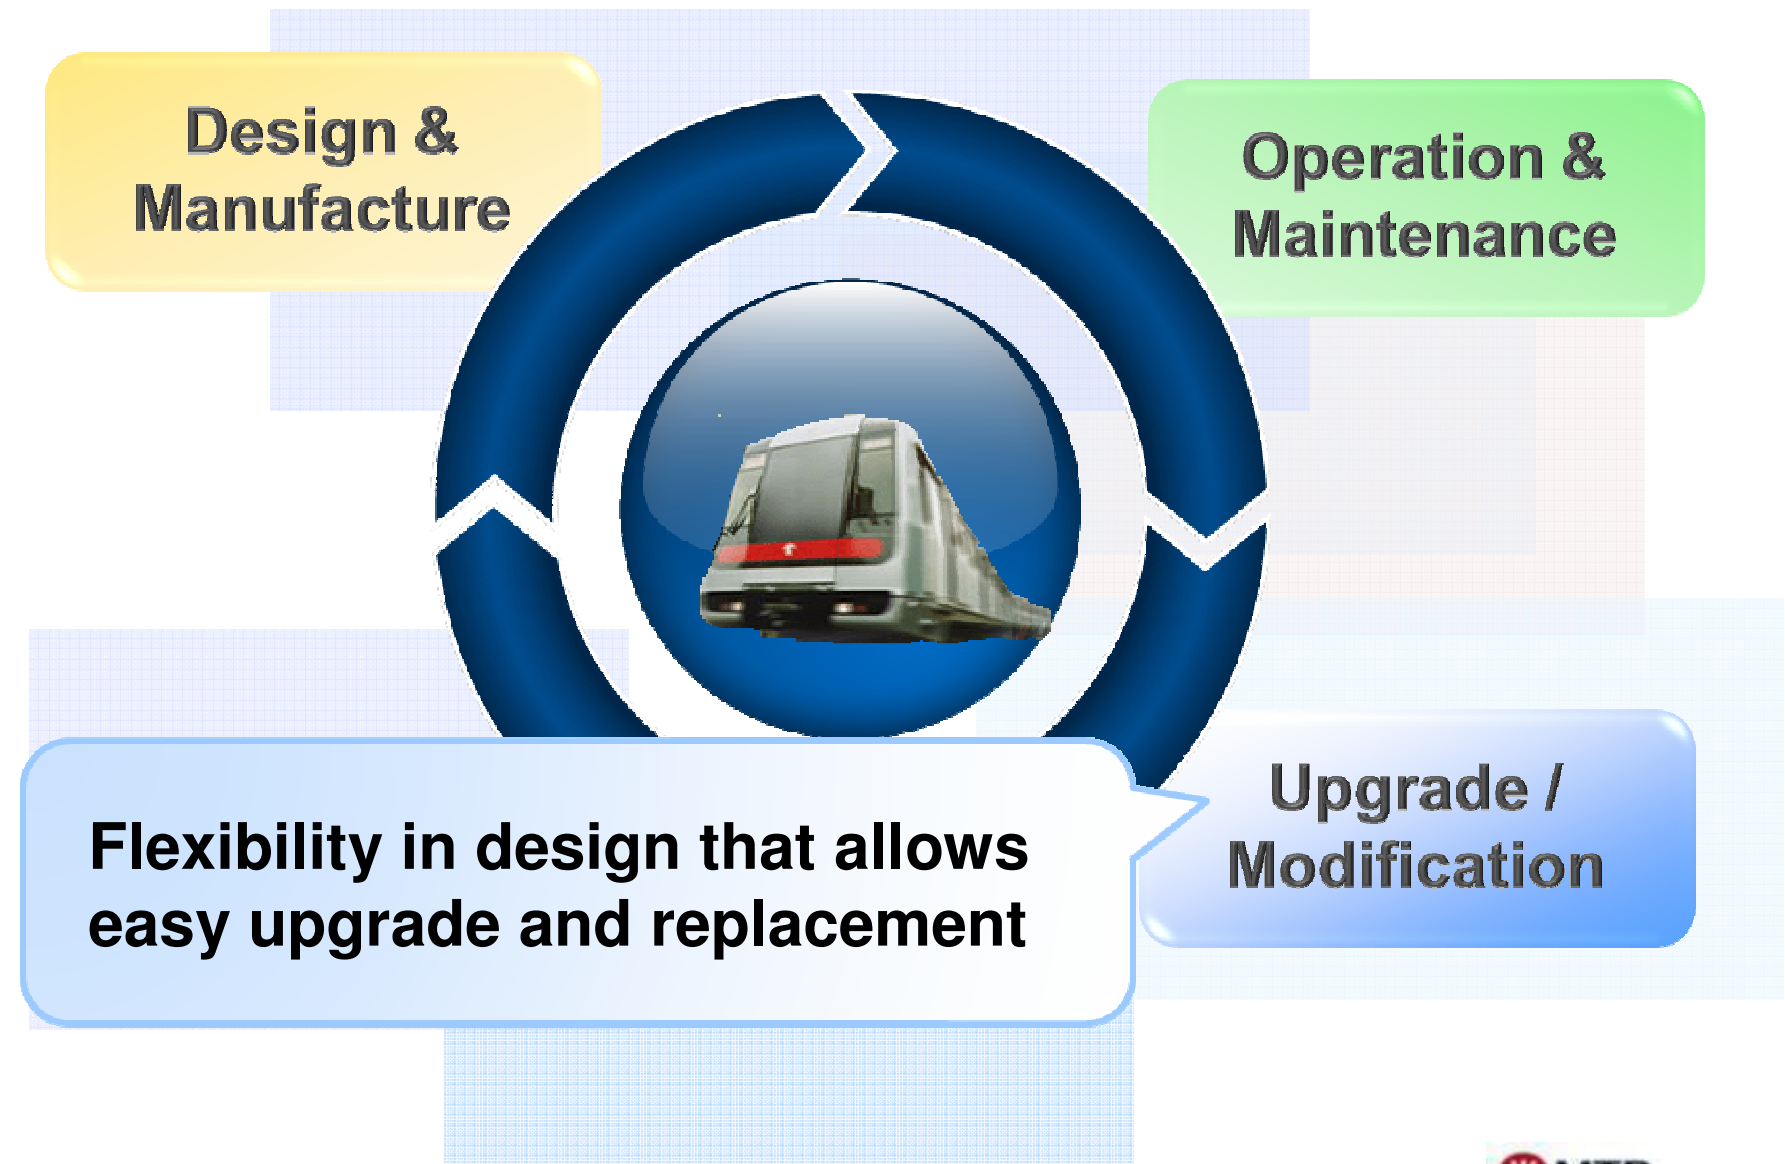 Design &
Manufacture
Operation &
Maintenance
Upgrade /
Modification
Flexibility in design that allows
easy upgrade and replacement